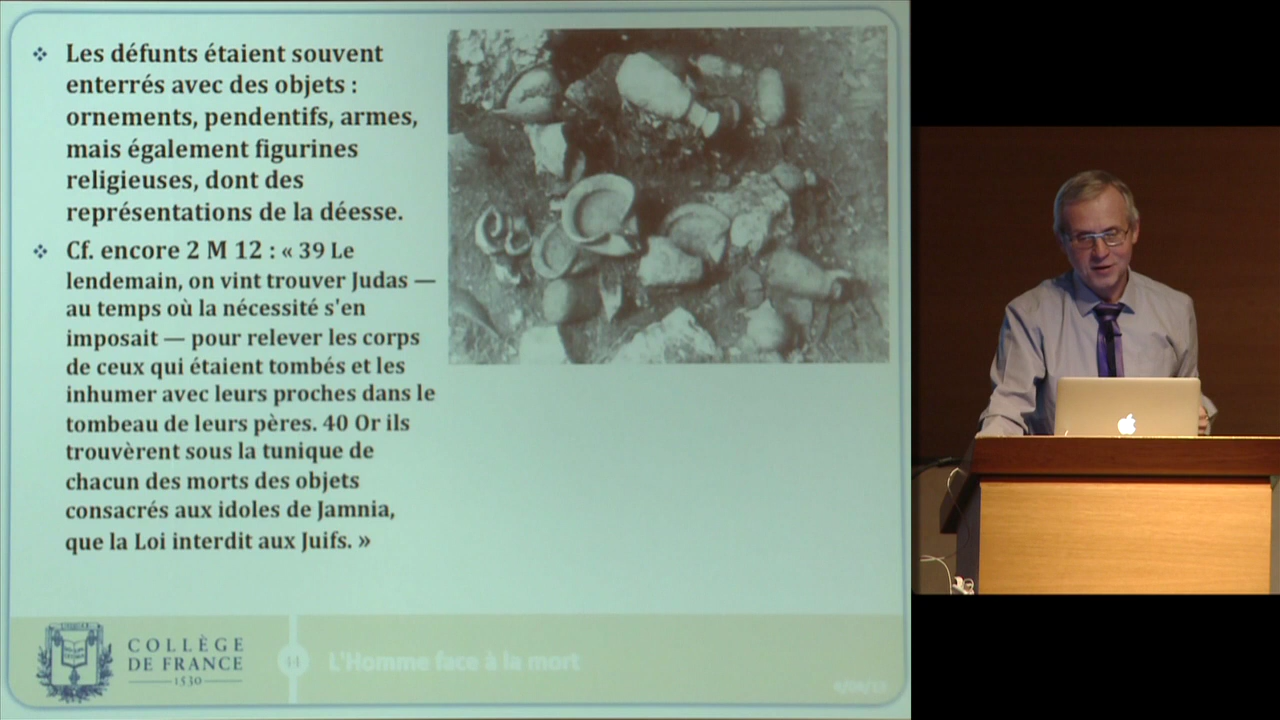 Les défunts étaient souvent
enterrés avec des objets :
ornements, pendentifs, armes,
mais également figurines
religieuses, dont des
représentations de la déesse.
Cf. encore 2 M 12 : « 39 Le
lendemain, on vint trouver Judas —
au temps où la nécessité s'en
imposait — pour relever les corps
de ceux qui étaient tombés et les
inhumer avec leurs proches dans le
tombeau de leurs pères. 40 Or ils
trouvèrent sous la tunique de
chacun des morts des objets
consacrés aux idoles de Jamnia,
que la Loi interdit aux Juifs. »
COLLÈGE
DE FRANCE
1530
L'Homme face à la mort